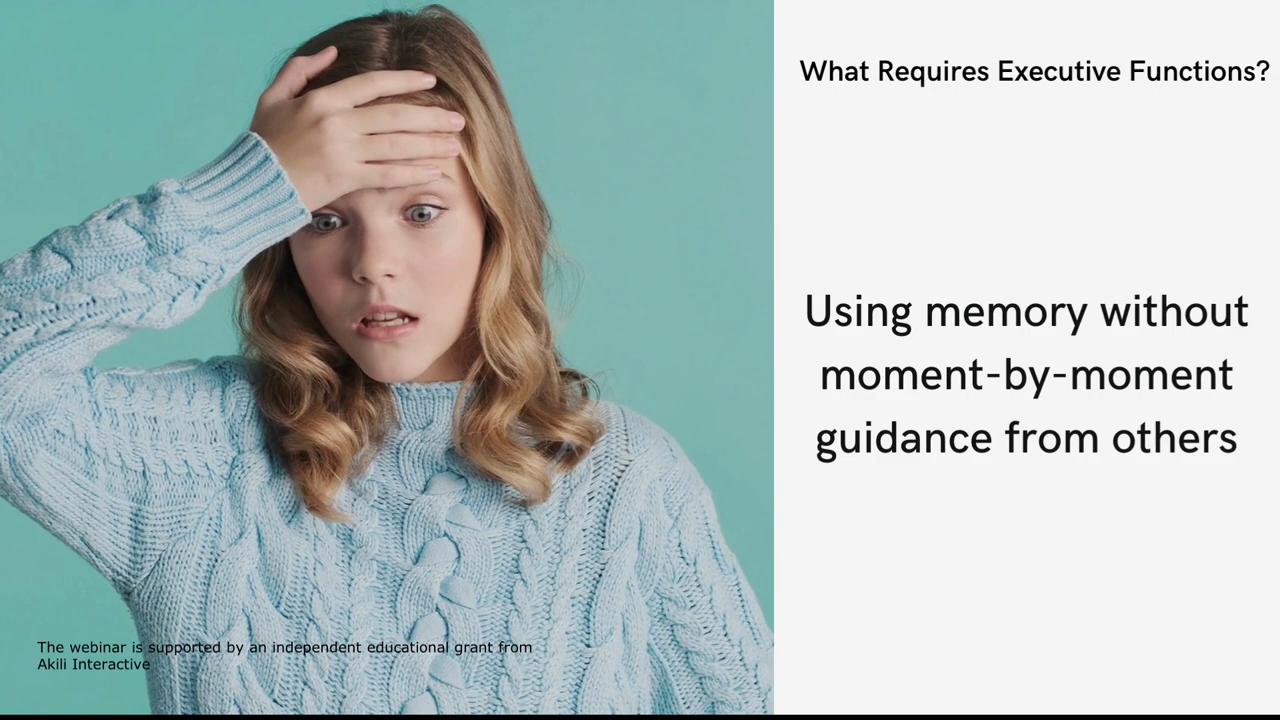 What Requires Executive Functions?
Using memory without
moment-by-moment
guidance from others
The webinar is supported by an independent educational grant from
Akili Interactive